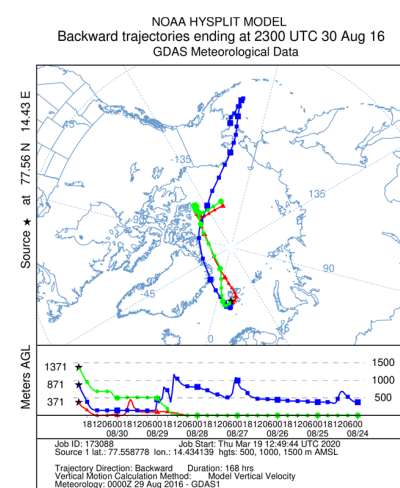 NOAA HYSPLIT MODEL
Backward trajectories ending at 2300 UTC 30 Aug 16
GDAS Meteorological Data
Source ★ at 77.56 N 14.43 E
-135
135
90
-45
0
Meters AGL
1371
871
371
1500
1000
500
18120600181206001812060018120600181206001812060018120600
08/30 08/29 08/28 08/27 08/26 08/25 08/24
Job ID: 173088 Job Start: Thu Mar 19 12:49:44 UTC 2020
Source 1 lat.: 77.558778 lon.: 14.434139 hgts: 500, 1000, 1500 m AMSL
Trajectory Direction: Backward Duration: 168 hrs
Vertical Motion Calculation Method: Model Vertical Velocity
Meteorology: 0000Z 29 Aug 2016 - GDAS1